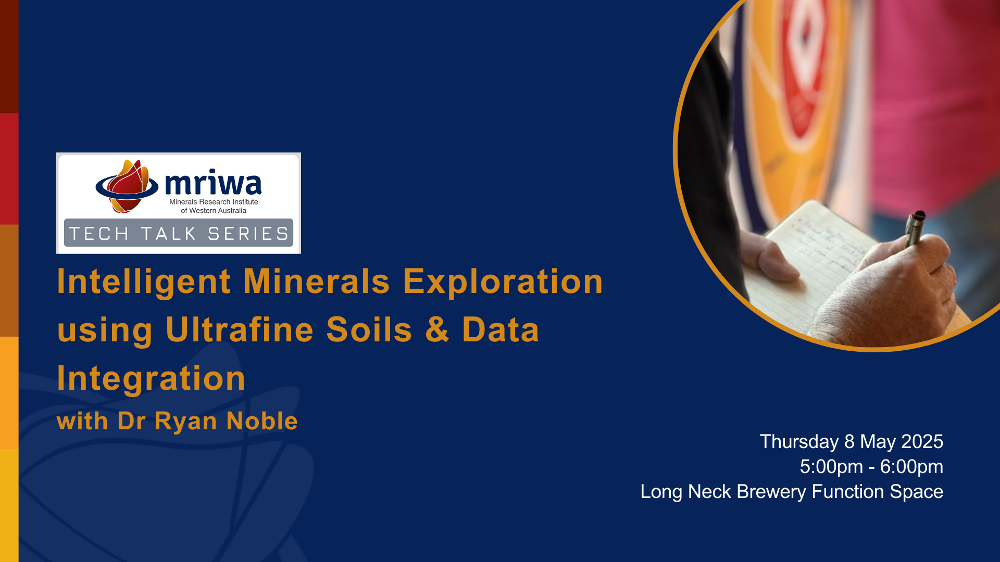 mriwa
Minerals Research Institute
of Western Australia
TECH TALK SERIES
Intelligent Minerals Exploration
using Ultrafine Soils & Data
Integration
with Dr Ryan Noble
Thursday 8 May 2025
5:00pm - 6:00pm
Long Neck Brewery Function Space